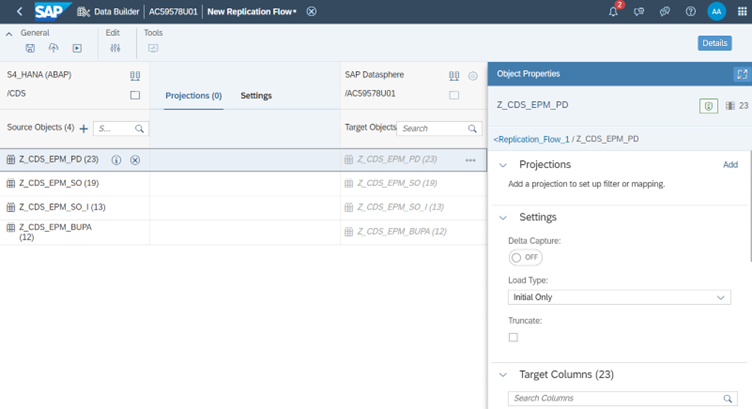 SAP Data Builder AC59578U01 New Replication Flow*
2
AA
General Edit Tools
Details
S4_HANA (ABAP)
/CDS
Projections (0) Settings
SAP Datasphere
/AC59578U01
Source Objects (4) S...
Target Objects Search
Z_CDS_EPM_PD (23)
Z_CDS_EPM_PD (23)
Z_CDS_EPM_SO (19)
Z_CDS_EPM_SO (19)
Z_CDS_EPM_SO_I (13)
Z_CDS_EPM_SO_I (13)
Z_CDS_EPM_BUPA
(12)
Z_CDS_EPM_BUPA (12)
Object Properties
Z_CDS_EPM_PD 23
<Replication_Flow_1 / Z_CDS_EPM_PD
Projections Add
Add a projection to set up filter or mapping.
Settings
Delta Capture:
OFF
Load Type:
Initial Only
Truncate:
Target Columns (23)
Search Columns